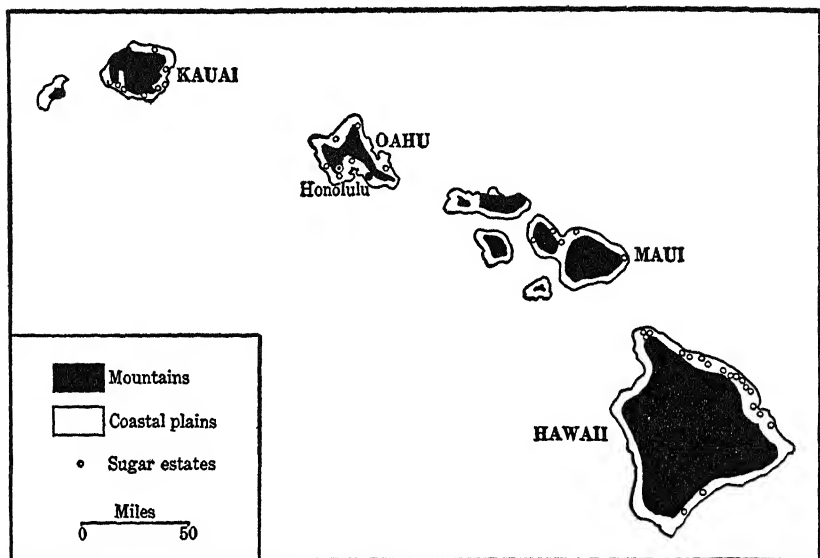 KAUAI
OAHU
Honolulu
MAUI
HAWAII
Mountains
Coastal plains
Sugar estates
Miles
0 50